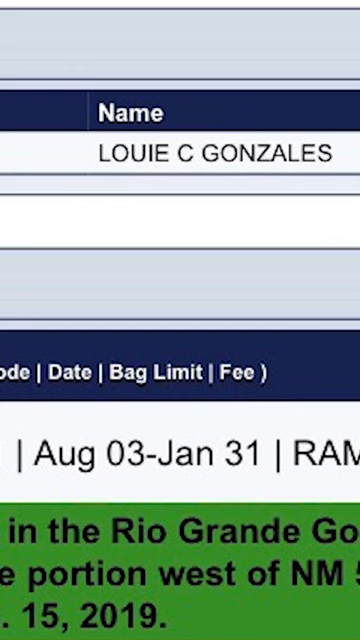 Name
LOUIE C GONZALES
ode | Date | Bag Limit | Fee )
| Aug 03-Jan 31 | RAM
in the Rio Grande Go
e portion west of NM 5
. 15, 2019.